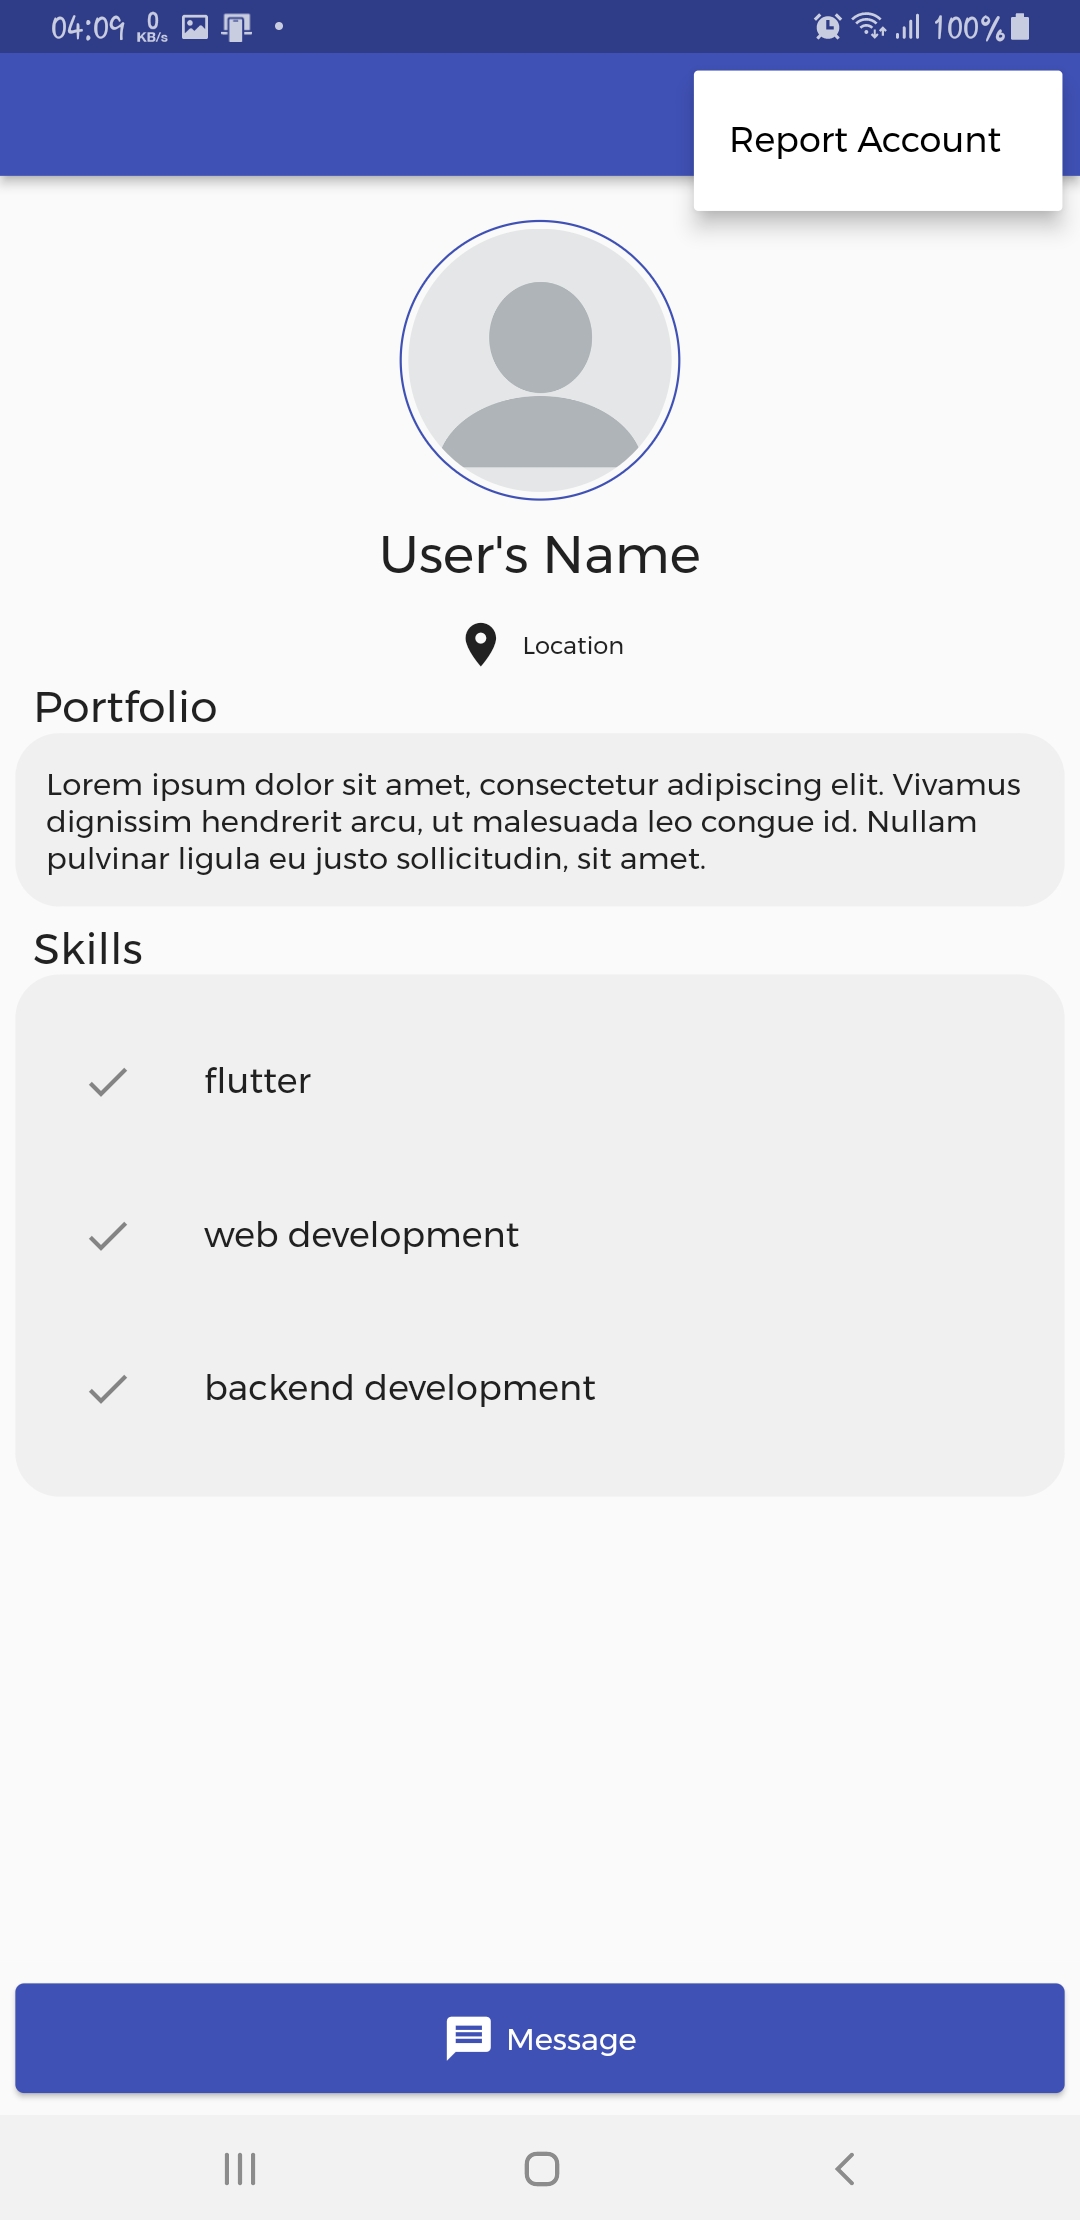 04:09 0 KB/s 100%
Report Account
User's Name
Location
Portfolio
Lorem ipsum dolor sit amet, consectetur adipiscing elit. Vivamus
dignissim hendrerit arcu, ut malesuada leo congue id. Nullam
pulvinar ligula eu justo sollicitudin, sit amet.
Skills
flutter
web development
backend development
Message